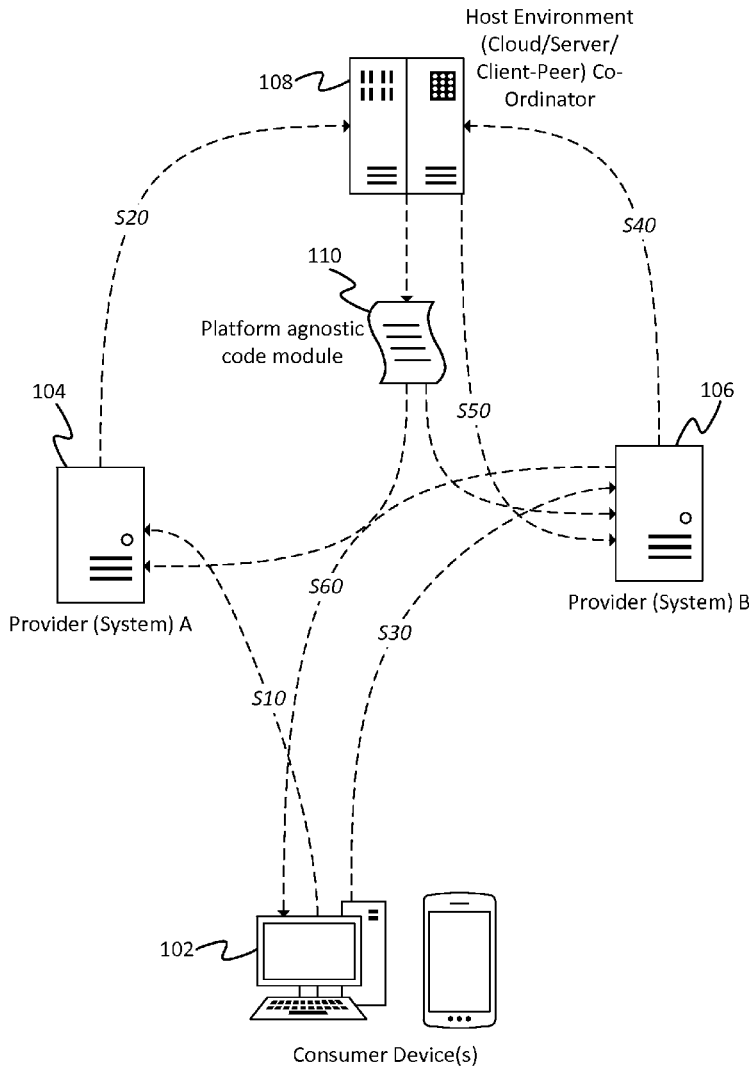 Host Environment
(Cloud/Server/
Client-Peer) Co-
Ordinator
108
S20
S40
110
Platform agnostic
code module
104
S50
106
S60
Provider (System) A
S30
Provider (System) B
S10
102
Consumer Device(s)